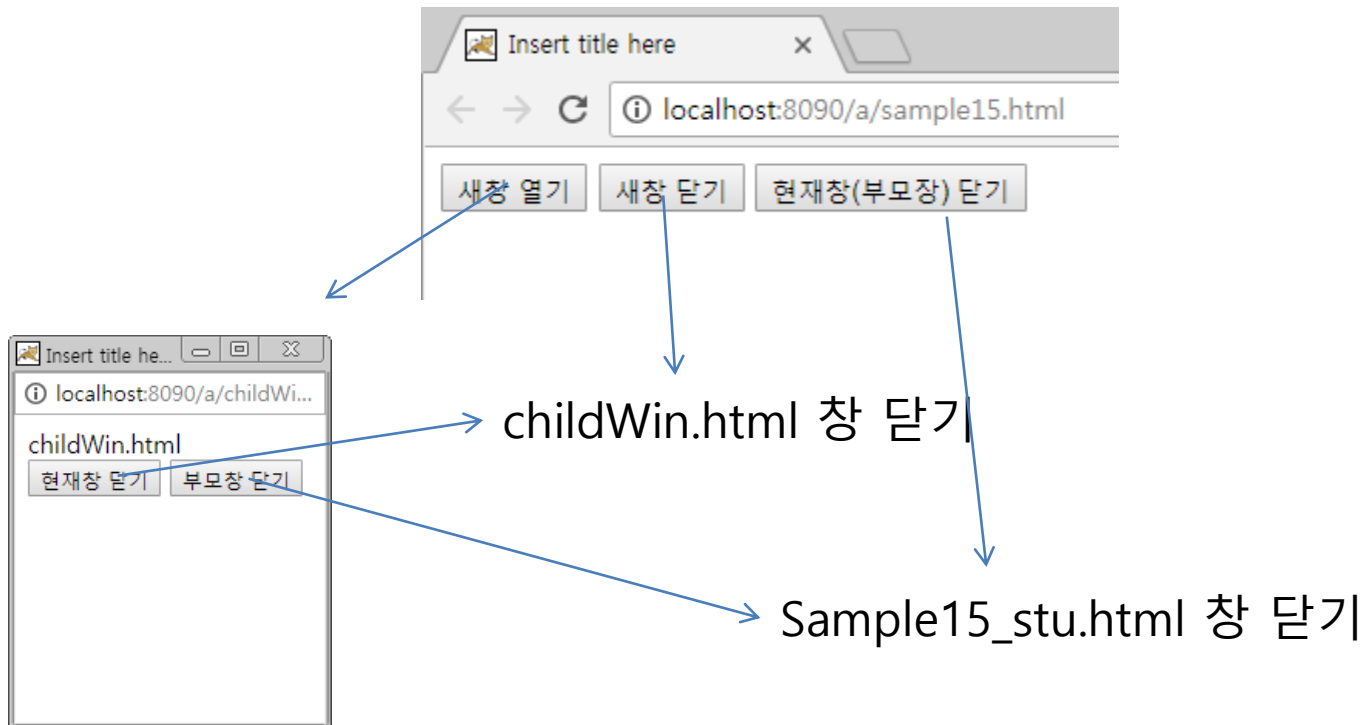 Insert title here
localhost:8090/a/sample15.html
새창 열기 새창 닫기 현재창(부모장) 닫기
Insert title he...
localhost:8090/a/childWi...
childWin.html
현재창 닫기 부모창 닫기
childWin.html 창 닫기
Sample15_stu.html 창 닫기